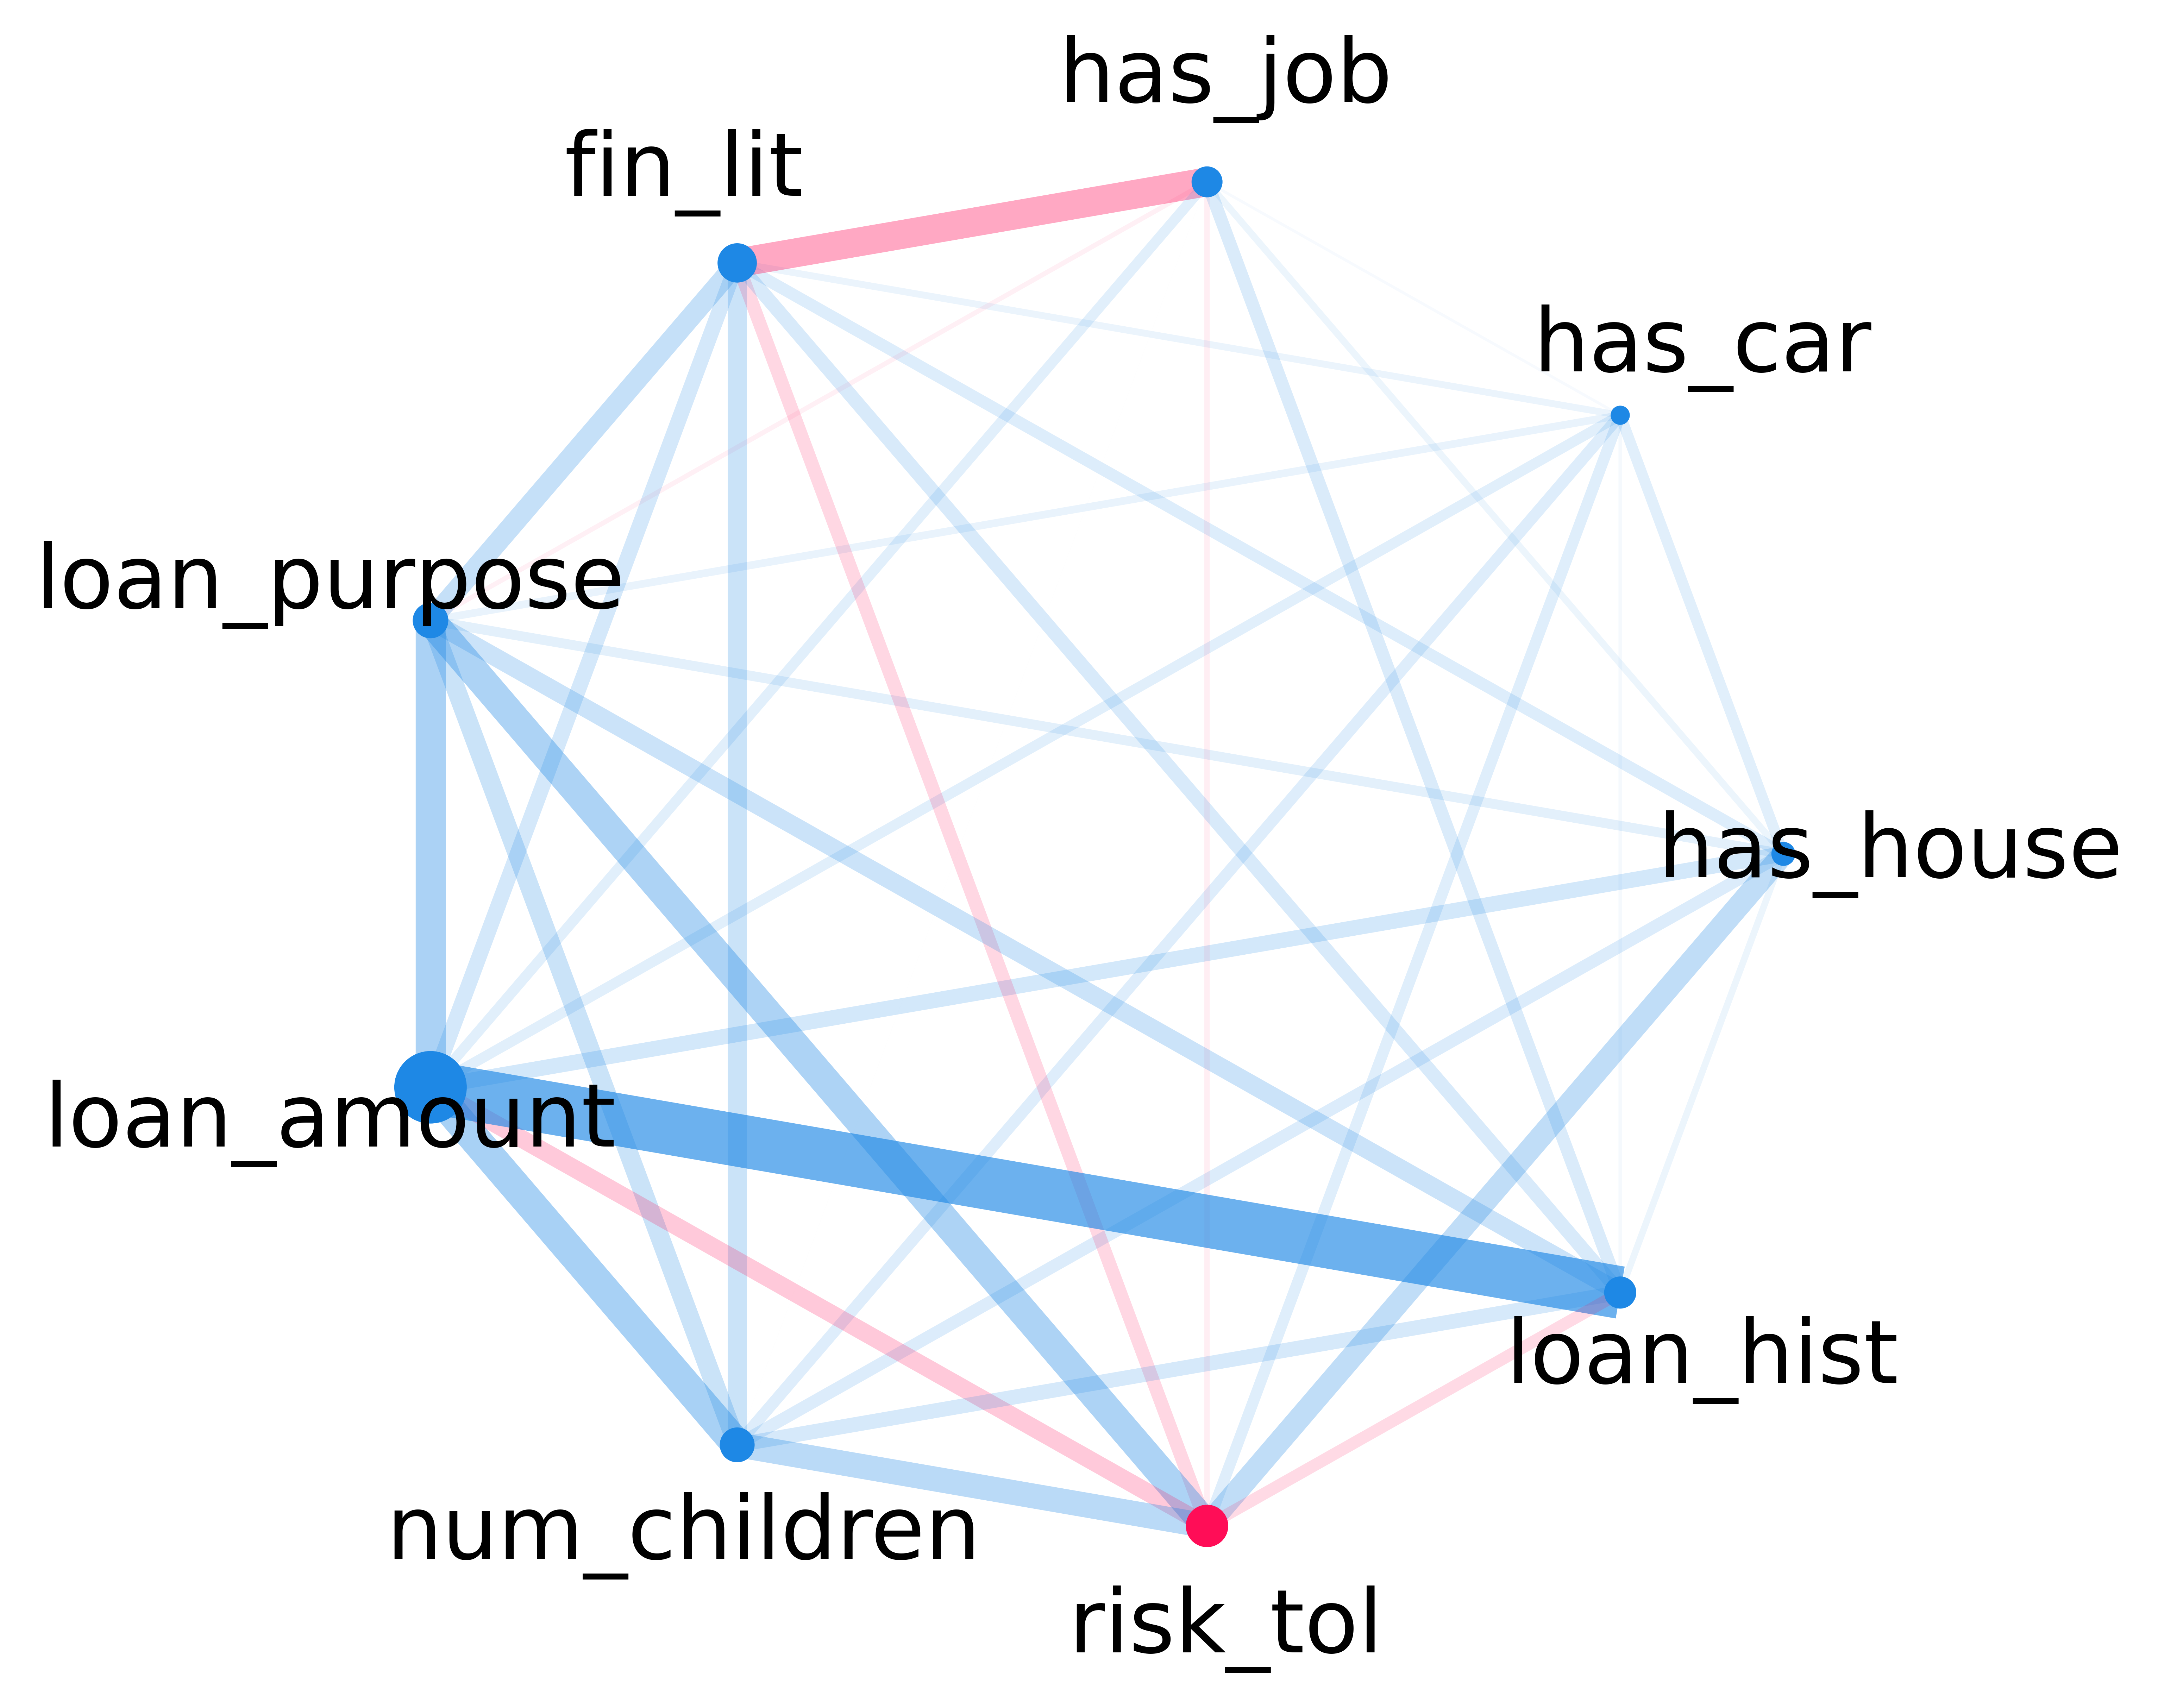 has_job
fin_lit
has_car
loan_purpose
has_house
loan_amount
loan_hist
num_children
risk_tol